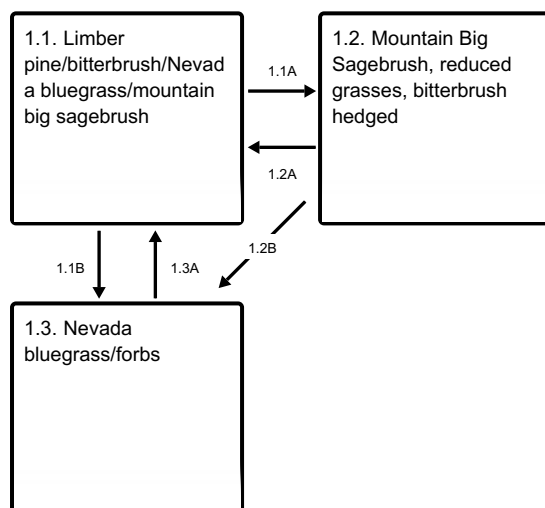 1.1. Limber
pine/bitterbrush/Nevad
a bluegrass/mountain
big sagebrush
1.1A
1.2. Mountain Big
Sagebrush, reduced
grasses, bitterbrush
hedged
1.2A
1.1B
1.3A
1.2B
1.3. Nevada
bluegrass/forbs